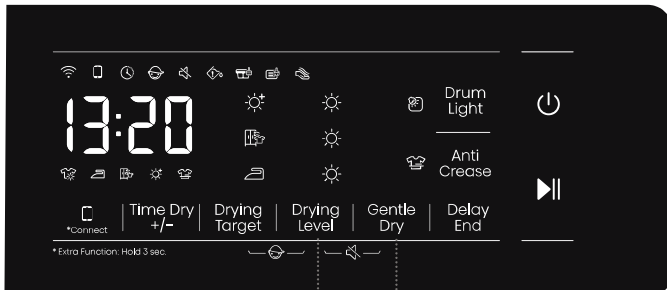 Drum
Light
13:20
Anti
Crease
*Connect
Time Dry
+/-
Drying
Target
Drying
Level
Gentle
Dry
Delay
End
* Extra Function: Hold 3 sec.